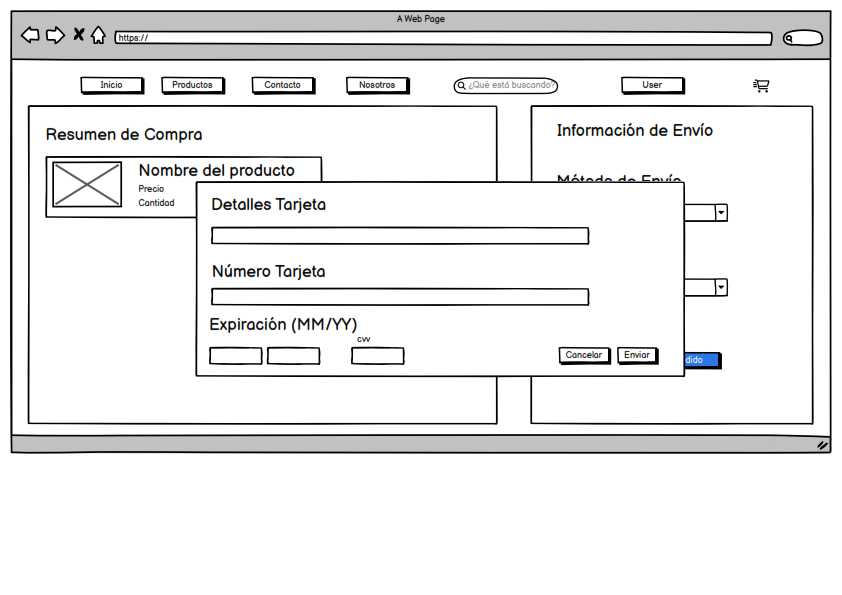 A Web Page
https://
Inicio
Productos
Contacto
Nosotros
¿Qué está buscando?
User
Resumen de Compra
Nombre del producto
Precio
Cantidad
Información de Envío
Método de Envío
Detalles Tarjeta
Número Tarjeta
Expiración (MM/YY)
CVV
Cancelar
Enviar
dido